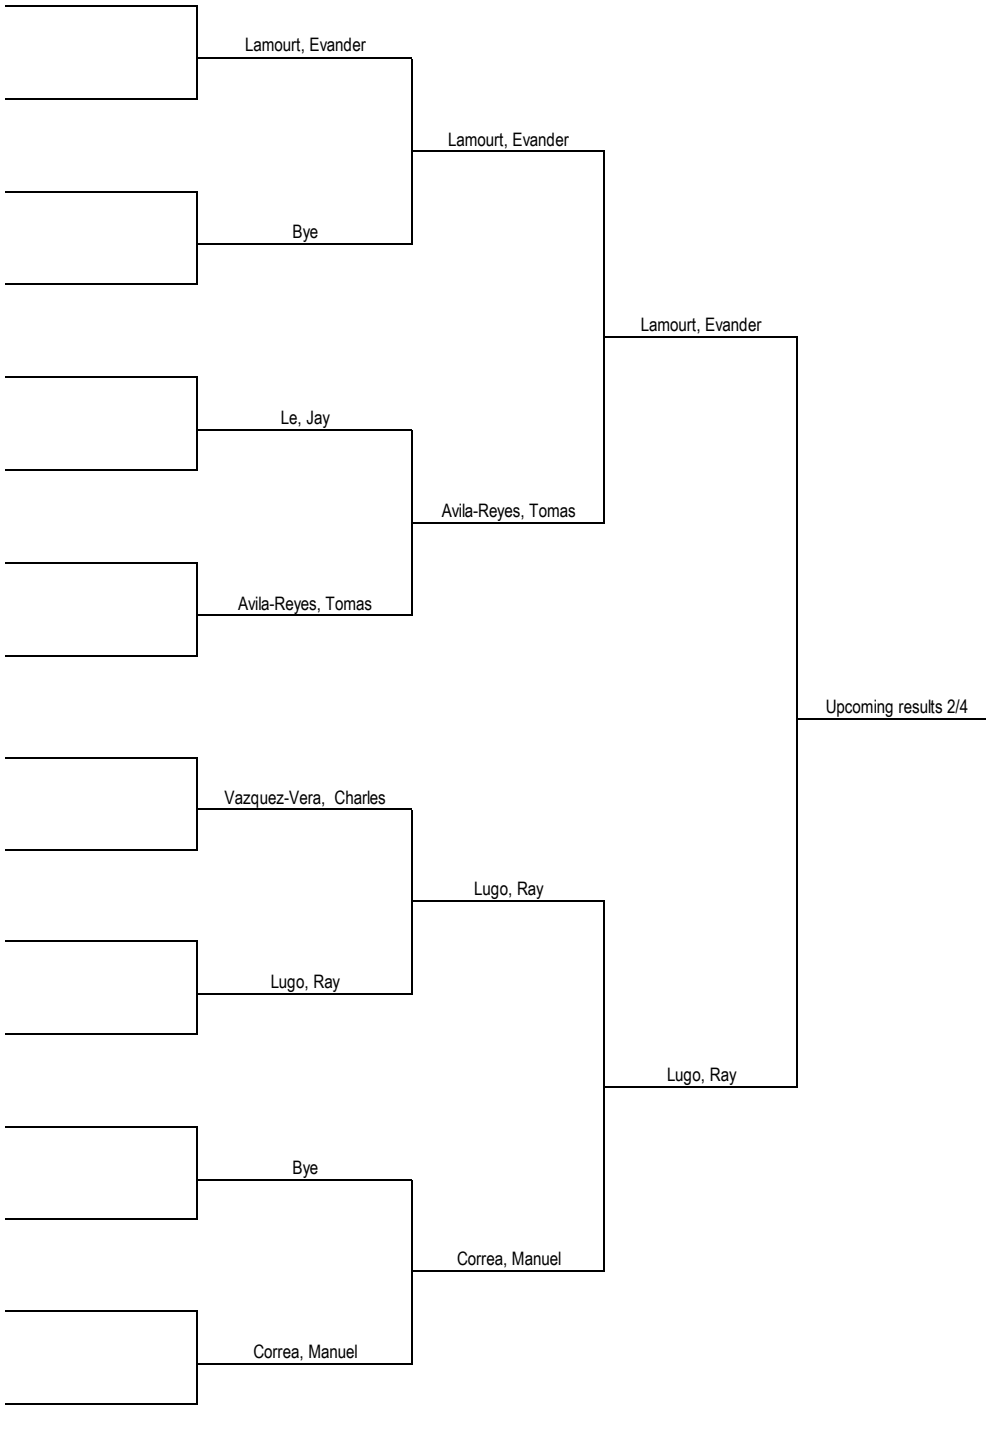 Lamourt, Evander
Lamourt, Evander
Bye
Lamourt, Evander
Le, Jay
Avila-Reyes, Tomas
Avila-Reyes, Tomas
Upcoming results 2/4
Vazquez-Vera,  Charles
Lugo, Ray
Lugo, Ray
Lugo, Ray
Bye
Correa, Manuel
Correa, Manuel